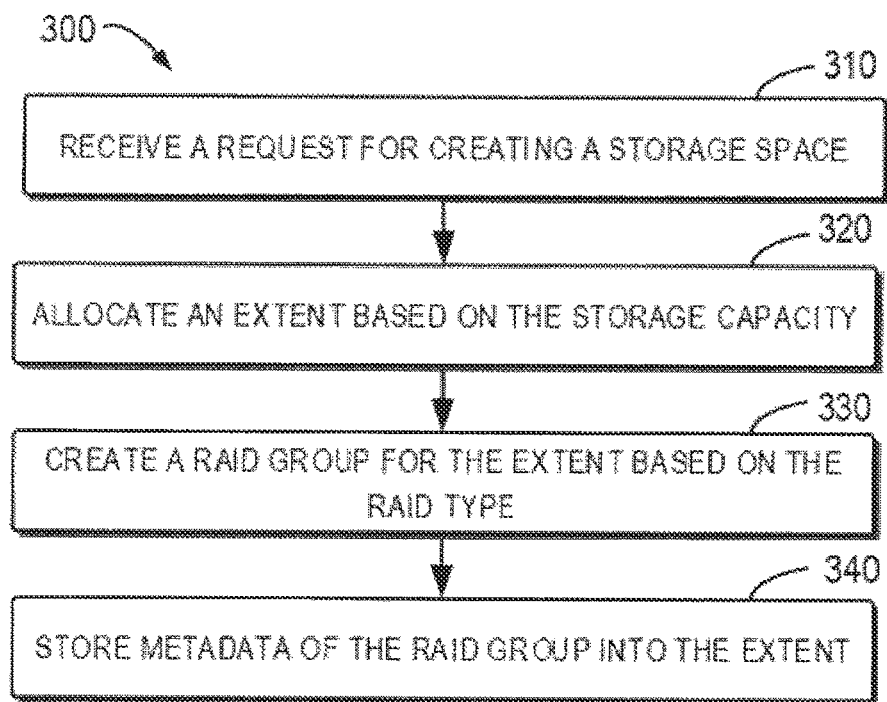 300
310
RECEIVE A REQUEST FOR CREATING A STORAGE SPACE
320
ALLOCATE AN EXTENT BASED ON THE STORAGE CAPACITY
330
CREATE A RAID GROUP FOR THE EXTENT BASED ON THE
RAID TYPE
340
STORE METADATA OF THE RAID GROUP INTO THE EXTENT